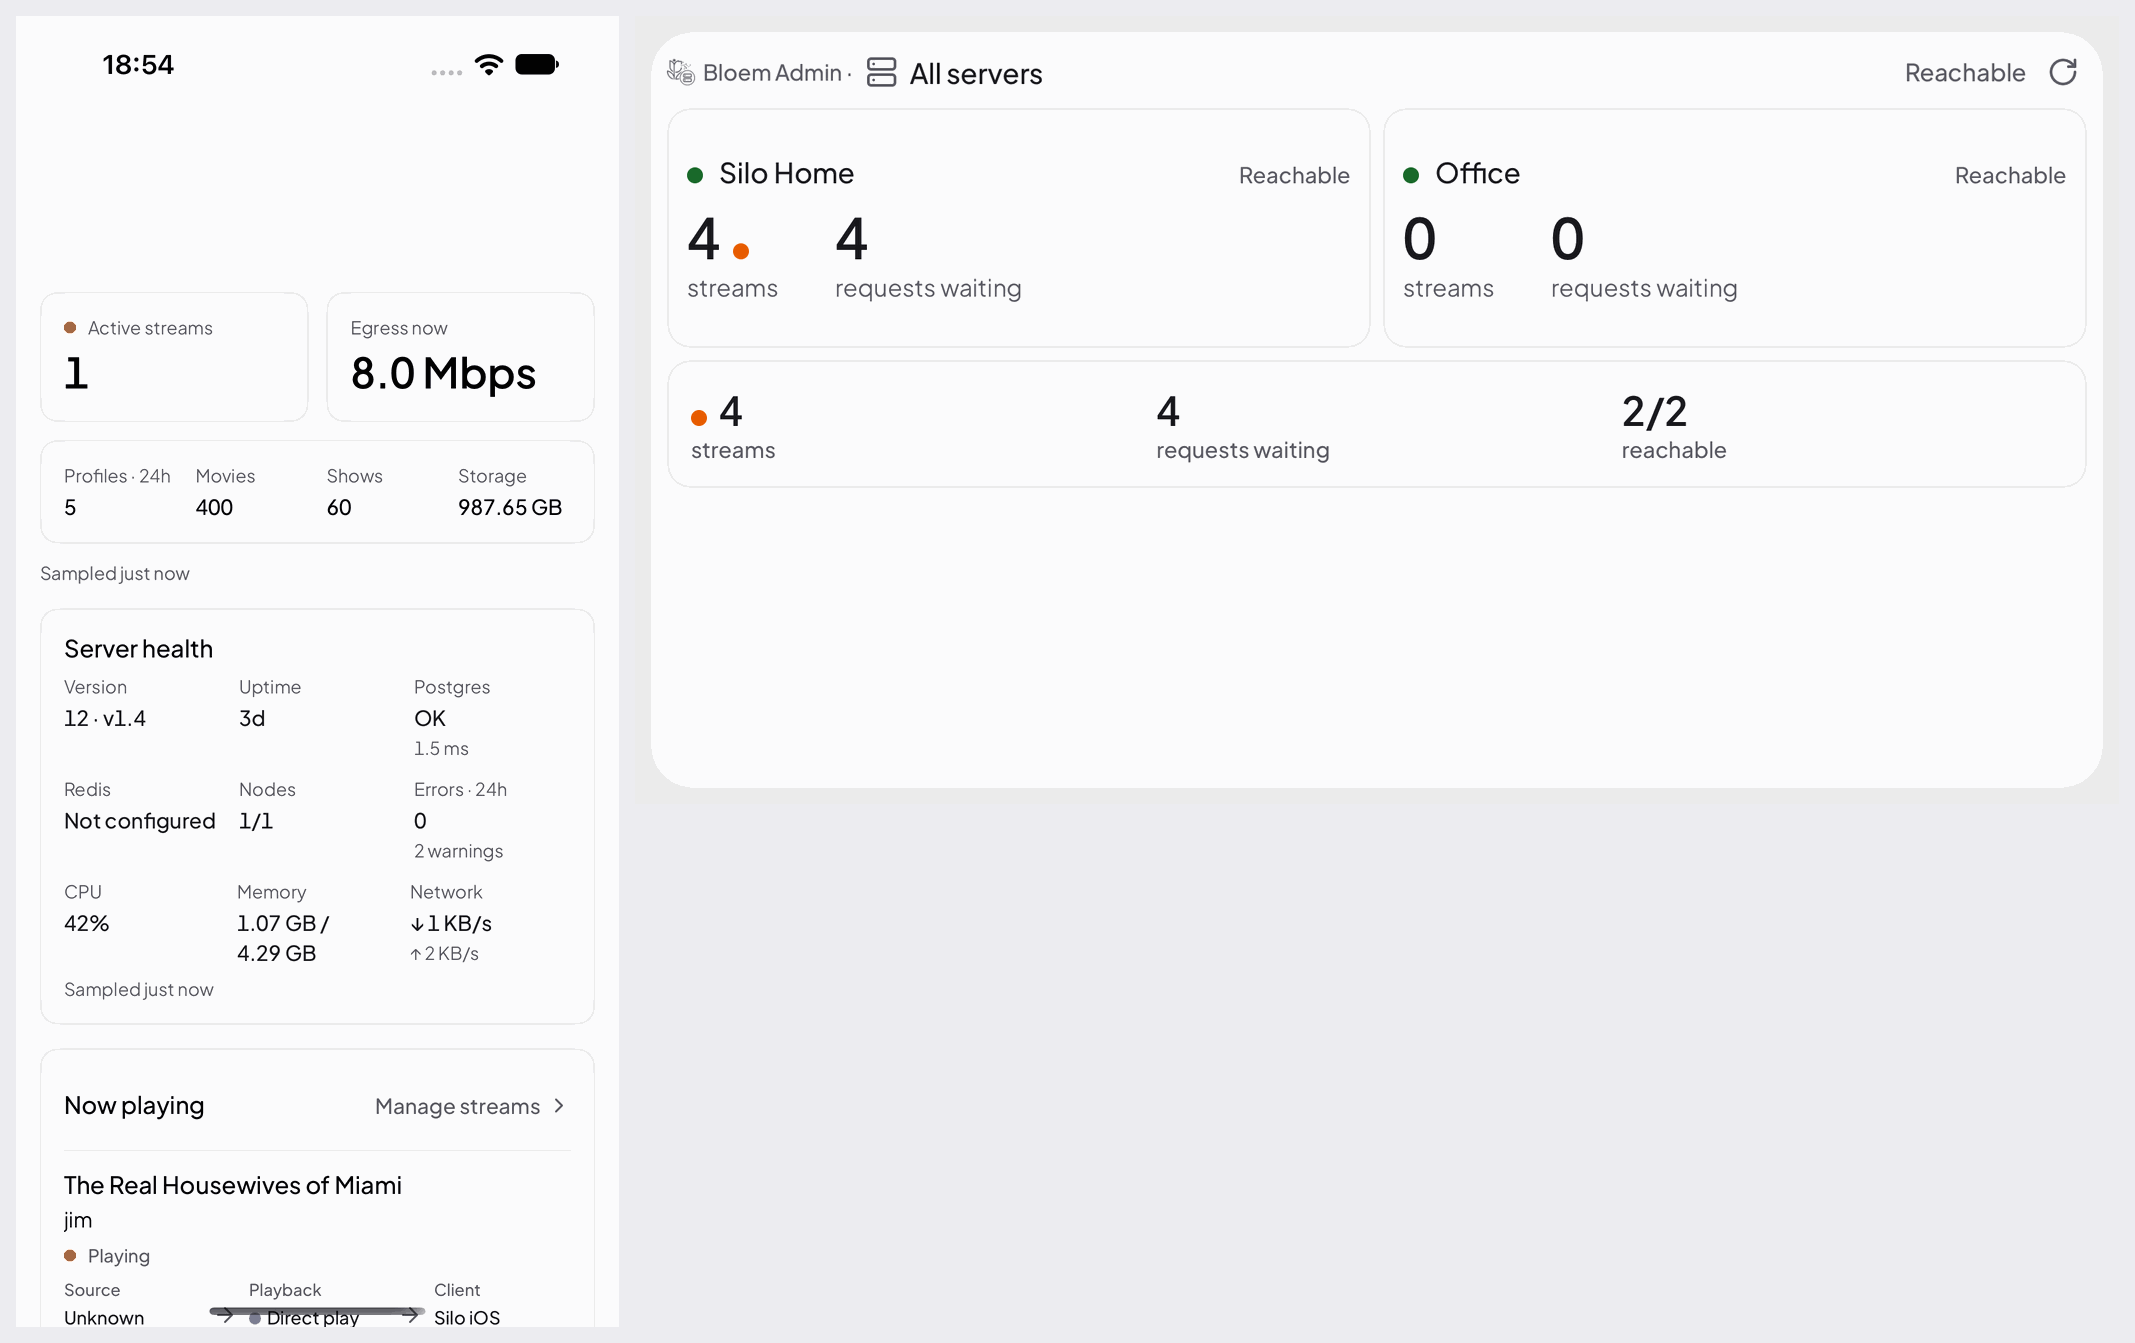 18:54
Active streams
1
Egress now
8.0 Mbps
Profiles · 24h
5
Movies
400
Shows
60
Storage
987.65 GB
Sampled just now
Server health
Version
12 · v1.4
Uptime
3d
Postgres
OK
1.5 ms
Redis
Not configured
Nodes
1/1
Errors · 24h
0
2 warnings
CPU
42%
Memory
1.07 GB /
4.29 GB
Network
↓ 1 KB/s
↑ 2 KB/s
Sampled just now
Now playing
Manage streams
The Real Housewives of Miami
jim
Playing
Source
Unknown
Playback
Direct play
Client
Silo iOS
Bloem Admin ·
All servers
Reachable
Silo Home
Reachable
4
streams
4
requests waiting
Office
Reachable
0
streams
0
requests waiting
4
streams
4
requests waiting
2/2
reachable